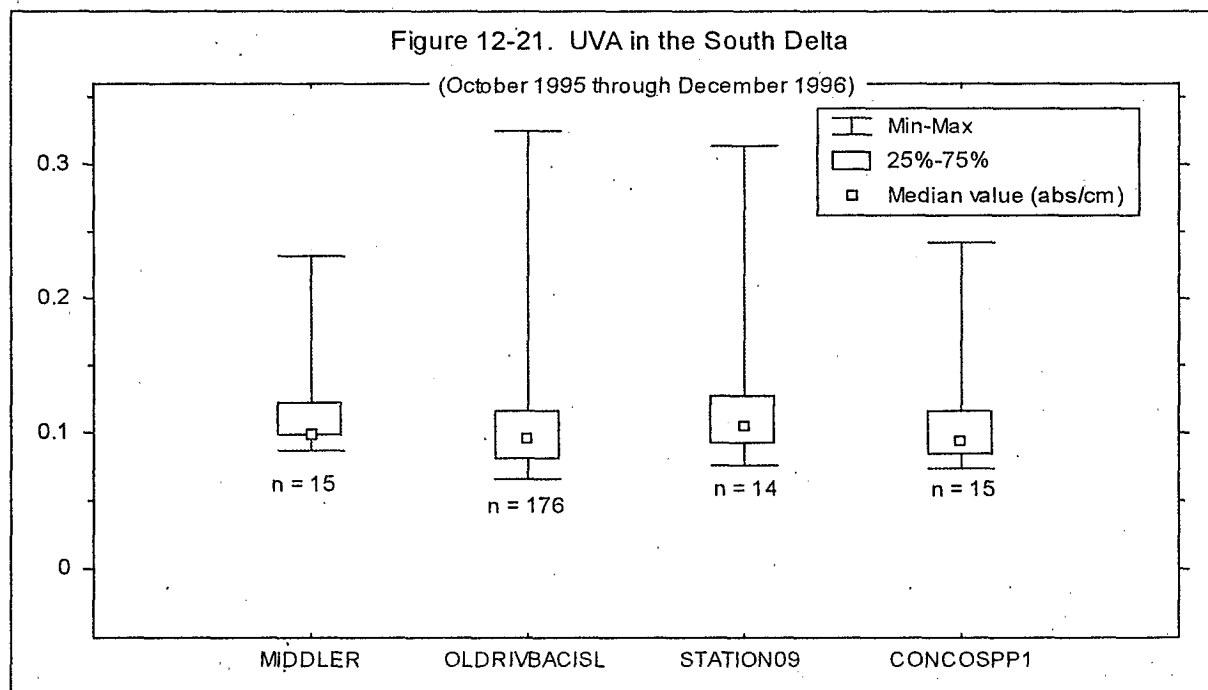 Figure 12-21. UVA in the South Delta
(October 1995 through December 1996)
Min-Max
25%-75%
Median value (abs/cm)
0.3
0.2
0.1
0
n = 15
n = 176
n = 14
n = 15
MIDDLER
OLDRIVBACISL
STATION09
CONCOSPP1